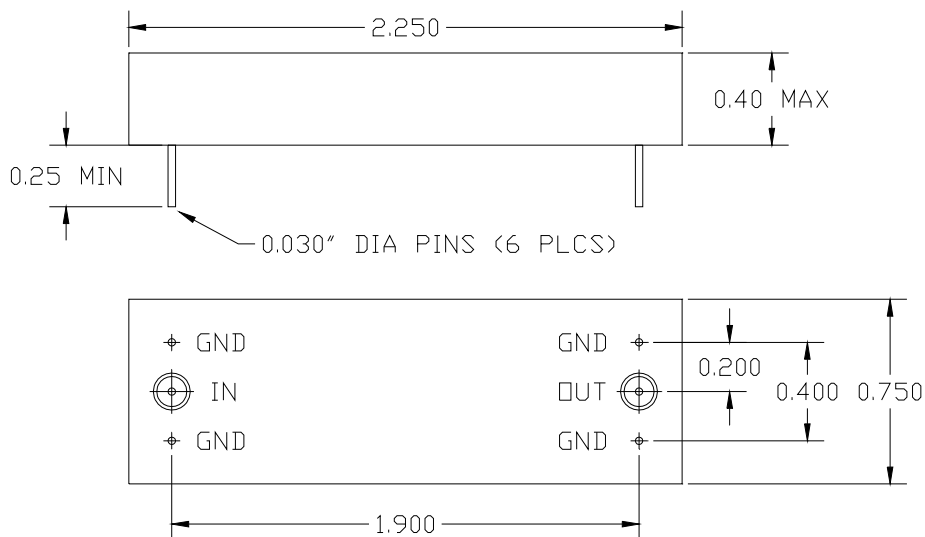 2.250
0.40 MAX
0.25 MIN
0.030" DIA PINS (6 PLCS)
GND GND
0.200
IN OUT 0.400 0.750
GND GND
1.900